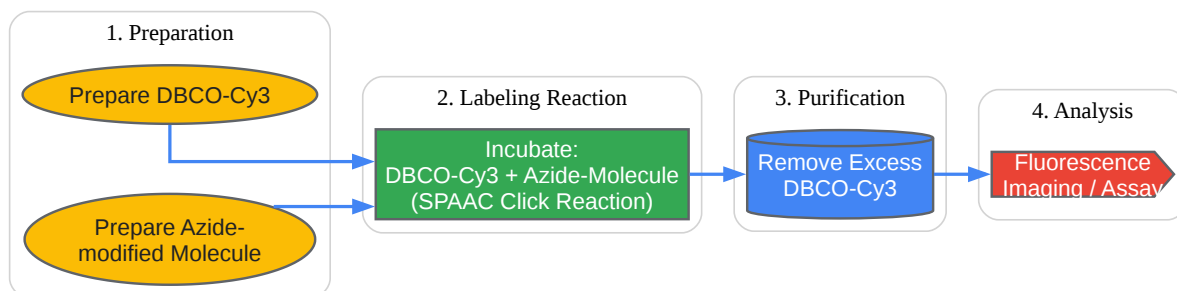 1. Preparation
Prepare DBCO-Cy3
Prepare Azide-
modified Molecule
2. Labeling Reaction
Incubate:
DBCO-Cy3 + Azide-Molecule
(SPAAC Click Reaction)
3. Purification
Remove Excess
DBCO-Cy3
4. Analysis
Fluorescence
Imaging / Assay